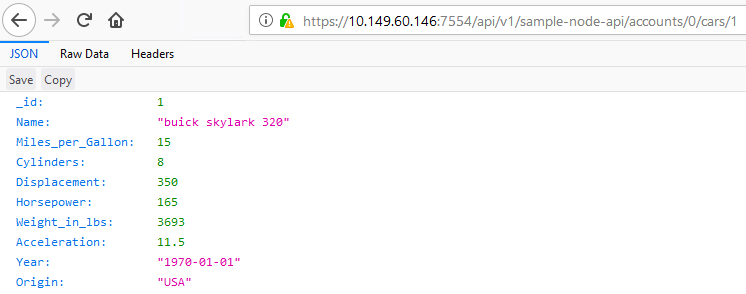 https://10.149.60.146:7554/api/v1/sample-node-api/accounts/0/cars/1
JSON Raw Data Headers
Save Copy
_id: 1
Name: "buick skylark 320"
Miles_per_Gallon: 15
Cylinders: 8
Displacement: 350
Horsepower: 165
Weight_in_lbs: 3693
Acceleration: 11.5
Year: "1970-01-01"
Origin: "USA"